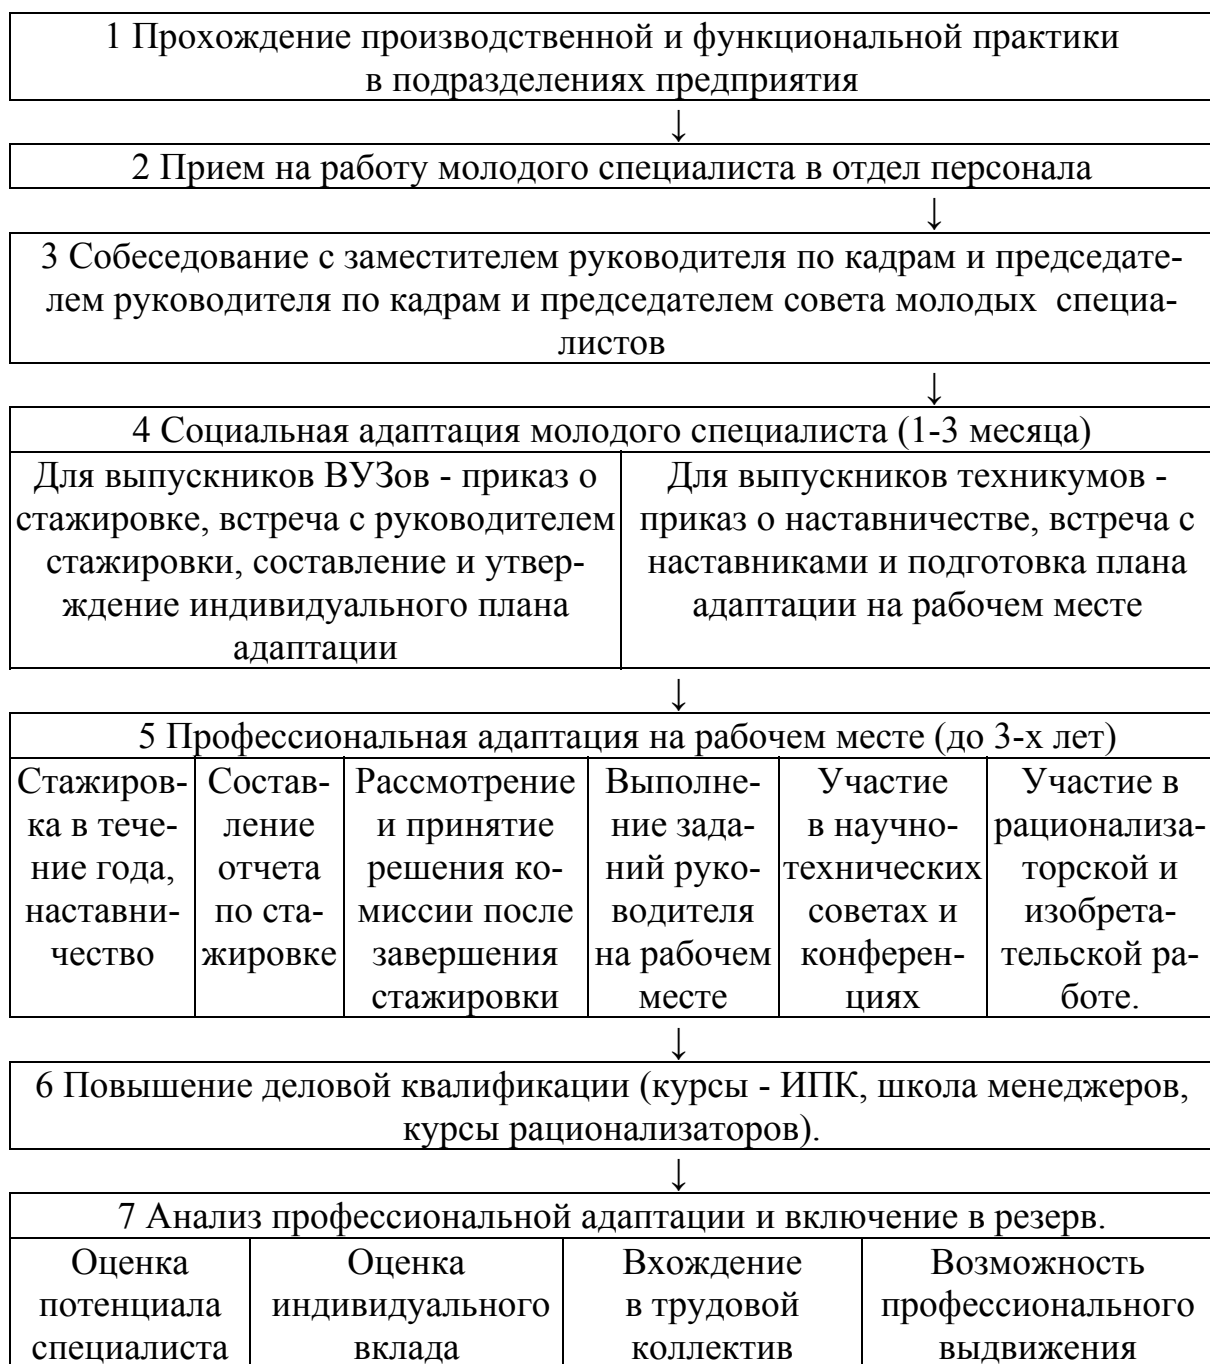 1 Прохождение производственной и функциональной практики
в подразделениях предприятия
↓
2 Прием на работу молодого специалиста в отдел персонала
↓
3 Собеседование с заместителем руководителя по кадрам и председате-
лем руководителя по кадрам и председателем совета молодых специа-
листов
↓
4 Социальная адаптация молодого специалиста (1-3 месяца)
Для выпускников ВУЗов - приказ о
стажировке, встреча с руководителем
стажировки, составление и утвер-
ждение индивидуального плана
адаптации
Для выпускников техникумов -
приказ о наставничестве, встреча с
наставниками и подготовка плана
адаптации на рабочем месте
↓
5 Профессиональная адаптация на рабочем месте (до 3-х лет)
Стажиров-
ка в тече-
ние года,
наставни-
чество
Состав-
ление
отчета
по ста-
жировке
Рассмотрение
и принятие
решения ко-
миссии после
завершения
стажировки
Выполне-
ние зада-
ний руко-
водителя
на рабочем
месте
Участие
в научно-
технических
советах и
конферен-
циях
Участие в
рационализа-
торской и
изобрета-
тельской ра-
боте.
↓
6 Повышение деловой квалификации (курсы - ИПК, школа менеджеров,
курсы рационализаторов).
↓
7 Анализ профессиональной адаптации и включение в резерв.
Оценка
потенциала
специалиста
Оценка
индивидуального
вклада
Вхождение
в трудовой
коллектив
Возможность
профессионального
выдвижения